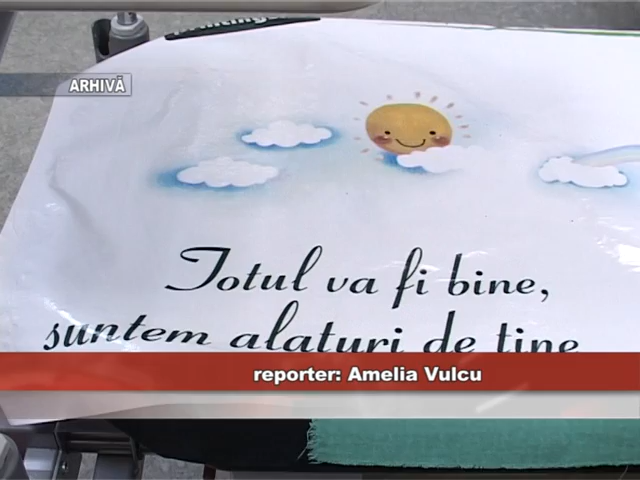 ARHIVĂ
Totul va fi bine,
suntem alaturi de tine
reporter: Amelia Vulcu